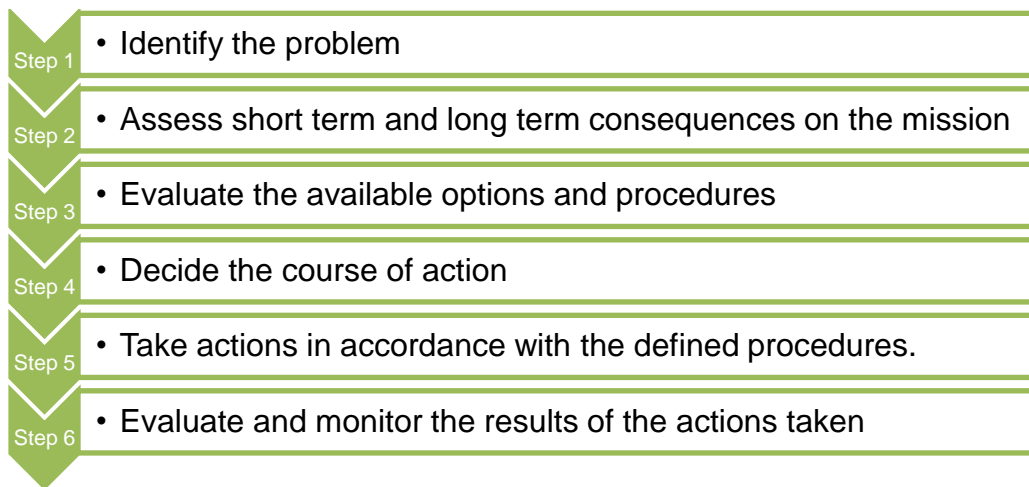 Step 1
• Identify the problem
Step 2
• Assess short term and long term consequences on the mission
Step 3
• Evaluate the available options and procedures
Step 4
• Decide the course of action
Step 5
• Take actions in accordance with the defined procedures.
Step 6
• Evaluate and monitor the results of the actions taken